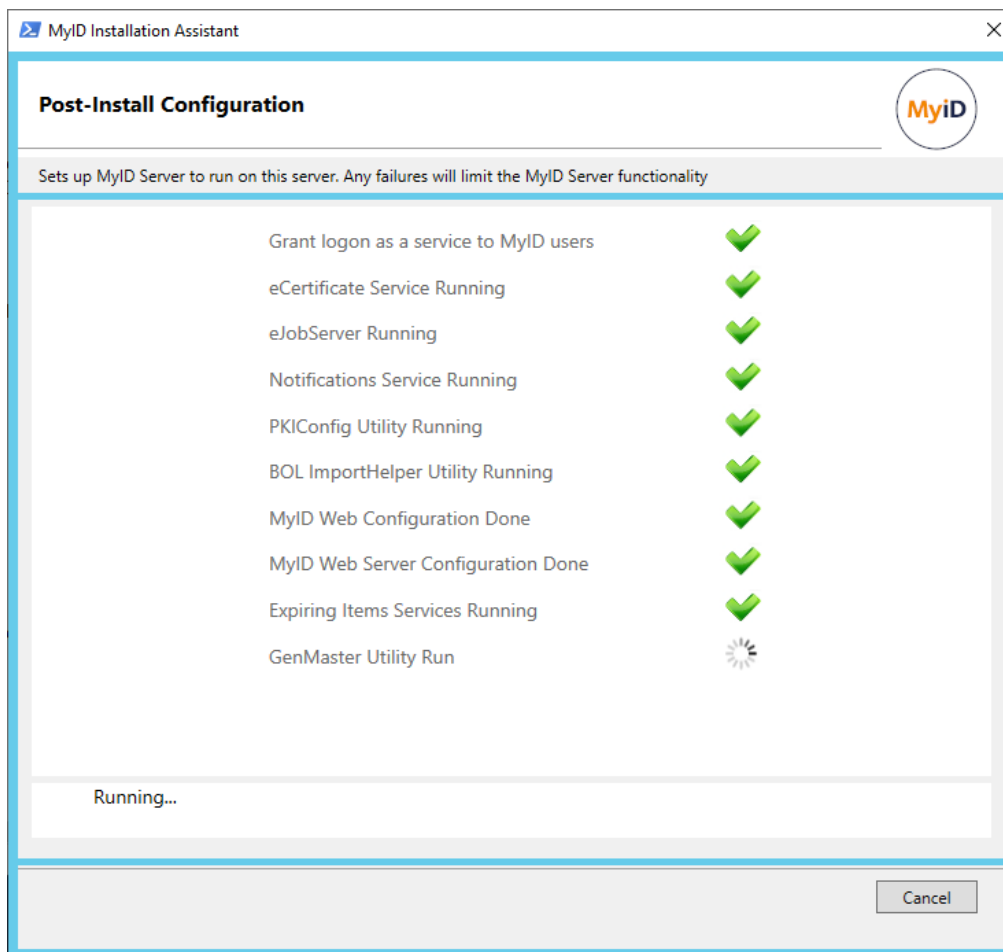 MyID Installation Assistant
Post-Install Configuration
MyiD
Sets up MyID Server to run on this server. Any failures will limit the MyID Server functionality
Grant logon as a service to MyID users
eCertificate Service Running
eJobServer Running
Notifications Service Running
PKIConfig Utility Running
BOL ImportHelper Utility Running
MyID Web Configuration Done
MyID Web Server Configuration Done
Expiring Items Services Running
GenMaster Utility Run
Running...
Cancel